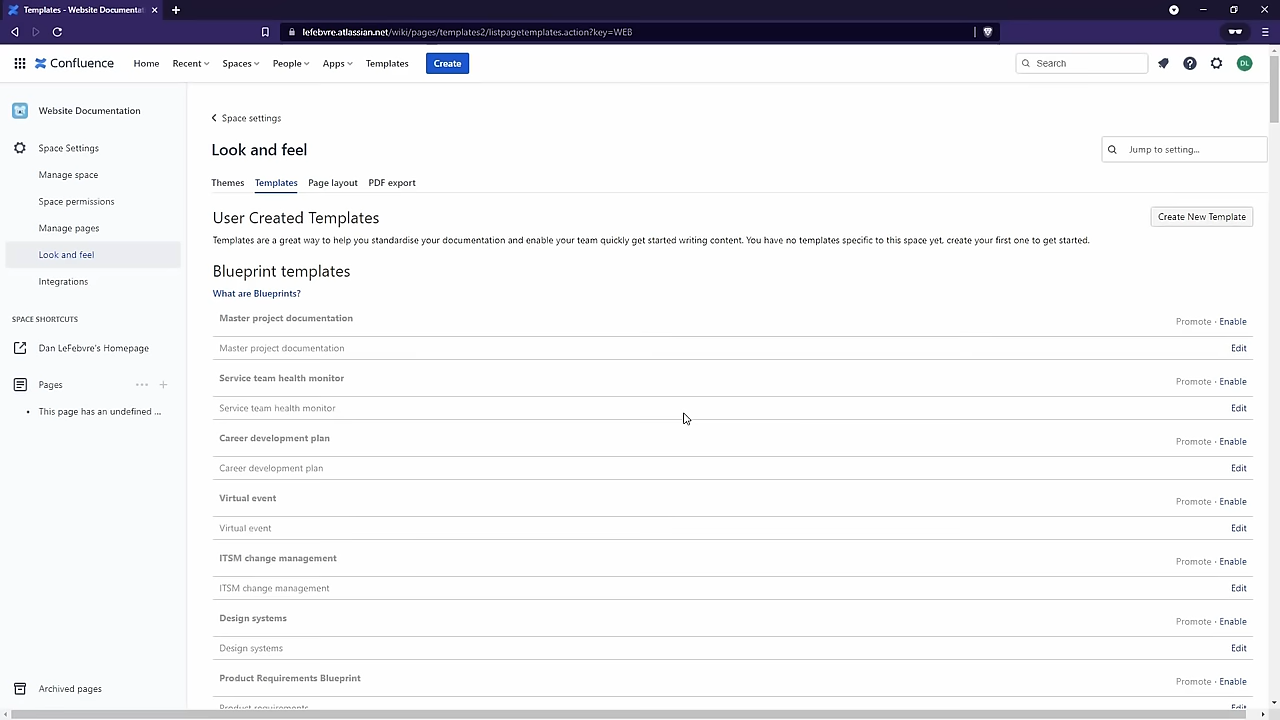 Templates - Website Documentat
lefebvre.atlassian.net/wiki/pages/templates2/listpagetemplates.action?key=WEB
Confluence
Home
Recent
Spaces
People
Apps
Templates
Create
Search
DL
Website Documentation
Space Settings
Manage space
Space permissions
Manage pages
Look and feel
Integrations
SPACE SHORTCUTS
Dan LeFebvre's Homepage
Pages
This page has an undefined ...
Archived pages
Space settings
Look and feel
Jump to setting...
Themes
Templates
Page layout
PDF export
User Created Templates
Create New Template
Templates are a great way to help you standardise your documentation and enable your team quickly get started writing content. You have no templates specific to this space yet, create your first one to get started.
Blueprint templates
What are Blueprints?
Master project documentation
Promote · Enable
Master project documentation
Edit
Service team health monitor
Promote · Enable
Service team health monitor
Edit
Career development plan
Promote · Enable
Career development plan
Edit
Virtual event
Promote · Enable
Virtual event
Edit
ITSM change management
Promote · Enable
ITSM change management
Edit
Design systems
Promote · Enable
Design systems
Edit
Product Requirements Blueprint
Promote · Enable
Product requirements
Edit